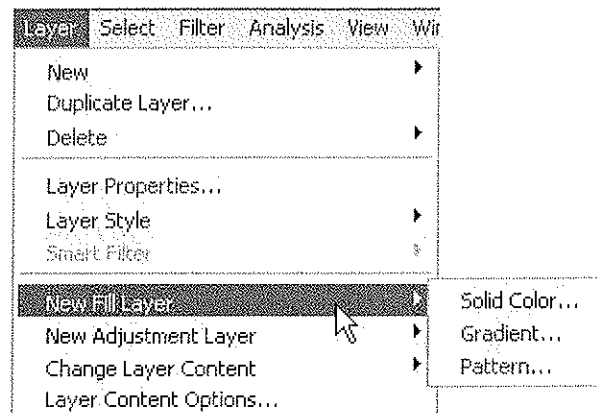 Layer Select Filter Analysis View Wir
New
Duplicate Layer...
Delete
Layer Properties...
Layer Style
Smart Filter
New Fill Layer
Solid Color...
New Adjustment Layer
Gradient...
Change Layer Content
Pattern...
Layer Content Options...